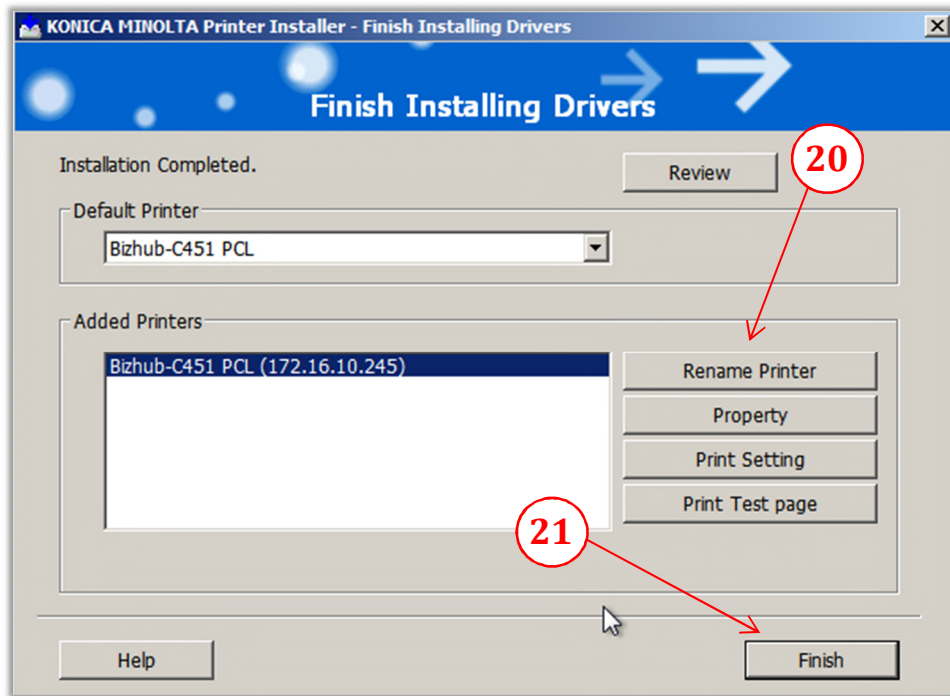 KONICA MINOLTA Printer Installer - Finish Installing Drivers
Finish Installing Drivers
Installation Completed.
Review
20
Default Printer
Bizhub-C451 PCL
Added Printers
Bizhub-C451 PCL (172.16.10.245)
Rename Printer
Property
Print Setting
Print Test page
21
Help
Finish